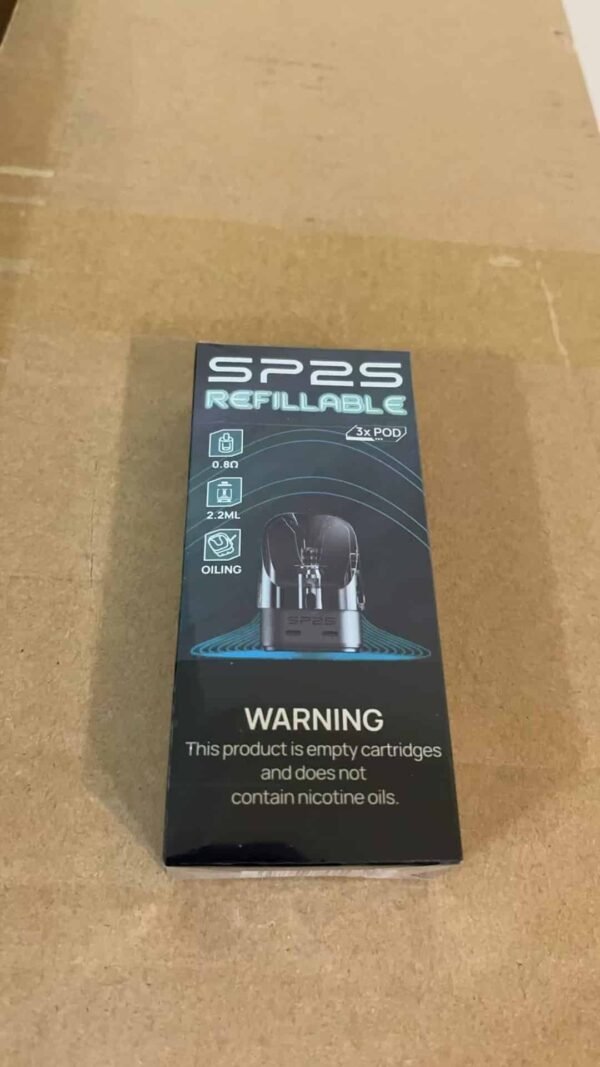 SP2S
REFILLABLE
3x POD
0.8Ω
2.2ML
OILING
SP2S
WARNING
This product is empty cartridges
and does not
contain nicotine oils.